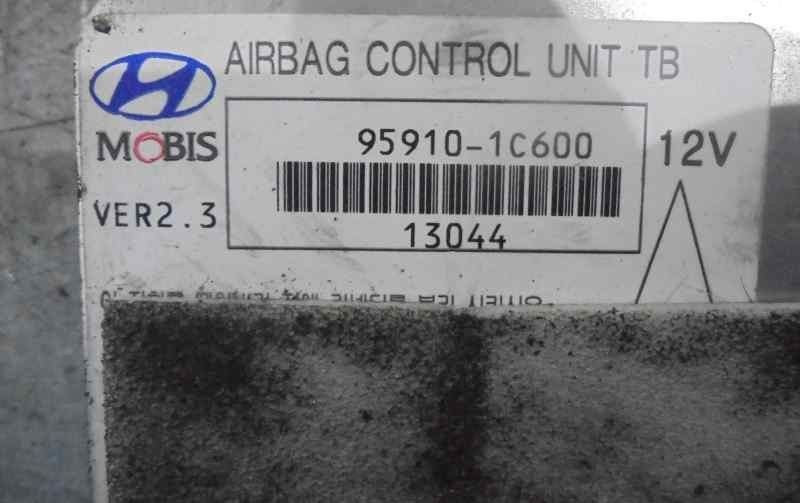 AIRBAG CONTROL UNIT TB
MOBIS
95910-1C600
12V
VER2.3
13044